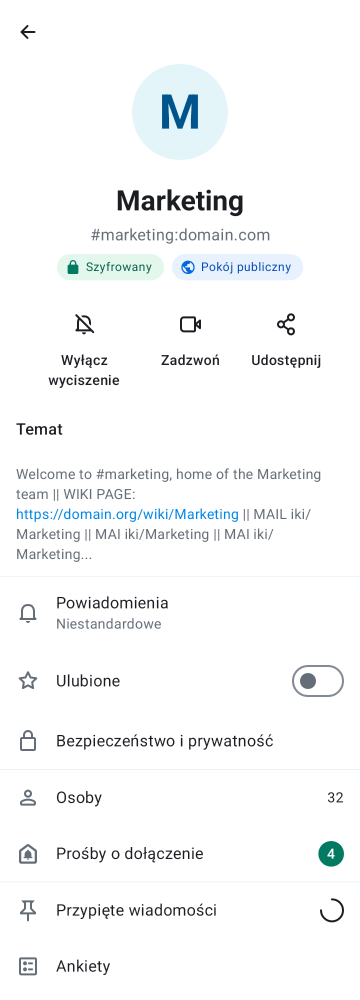 M
Marketing
#marketing:domain.com
Szyfrowany
Pokój publiczny
Wyłącz
wyciszenie
Zadzwoń
Udostępnij
Temat
Welcome to #marketing, home of the Marketing
team || WIKI PAGE:
https://domain.org/wiki/Marketing || MAIL iki/
Marketing || MAI iki/Marketing || MAI iki/
Marketing...
Powiadomienia
Niestandardowe
Ulubione
Bezpieczeństwo i prywatność
Osoby 32
Prośby o dołączenie 4
Przypięte wiadomości
Ankiety